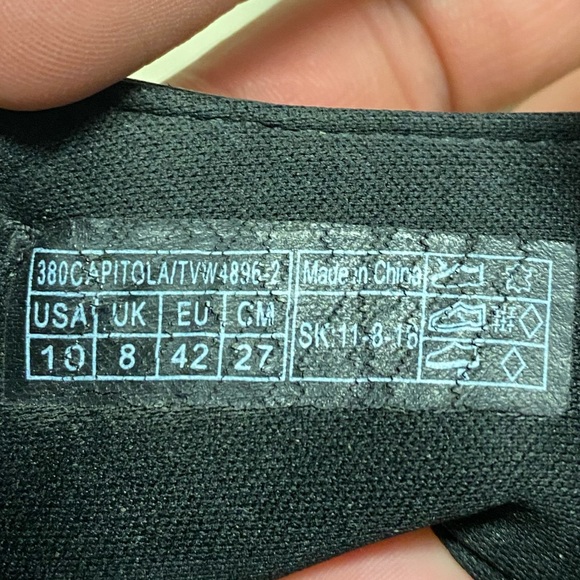 380CAPITOLA/TVW4896-2 Made in China
USA UK EU CM
SK 11-8-16
10 8 42 27